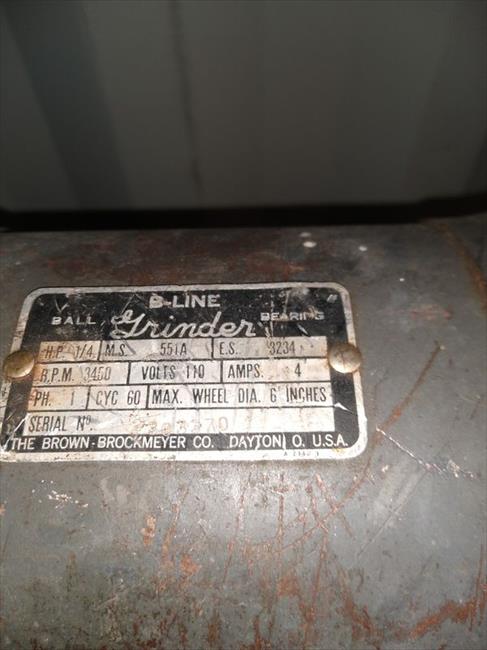 B-LINE
BALL Grinder BEARING
H.P. 1/4 M.S. 551A E.S. 3234
R.P.M. 3450 VOLTS 110 AMPS. 4
PH. 1 CYC 60 MAX. WHEEL DIA. 6 INCHES
SERIAL Nº
THE BROWN-BROCKMEYER CO. DAYTON, O. U.S.A.